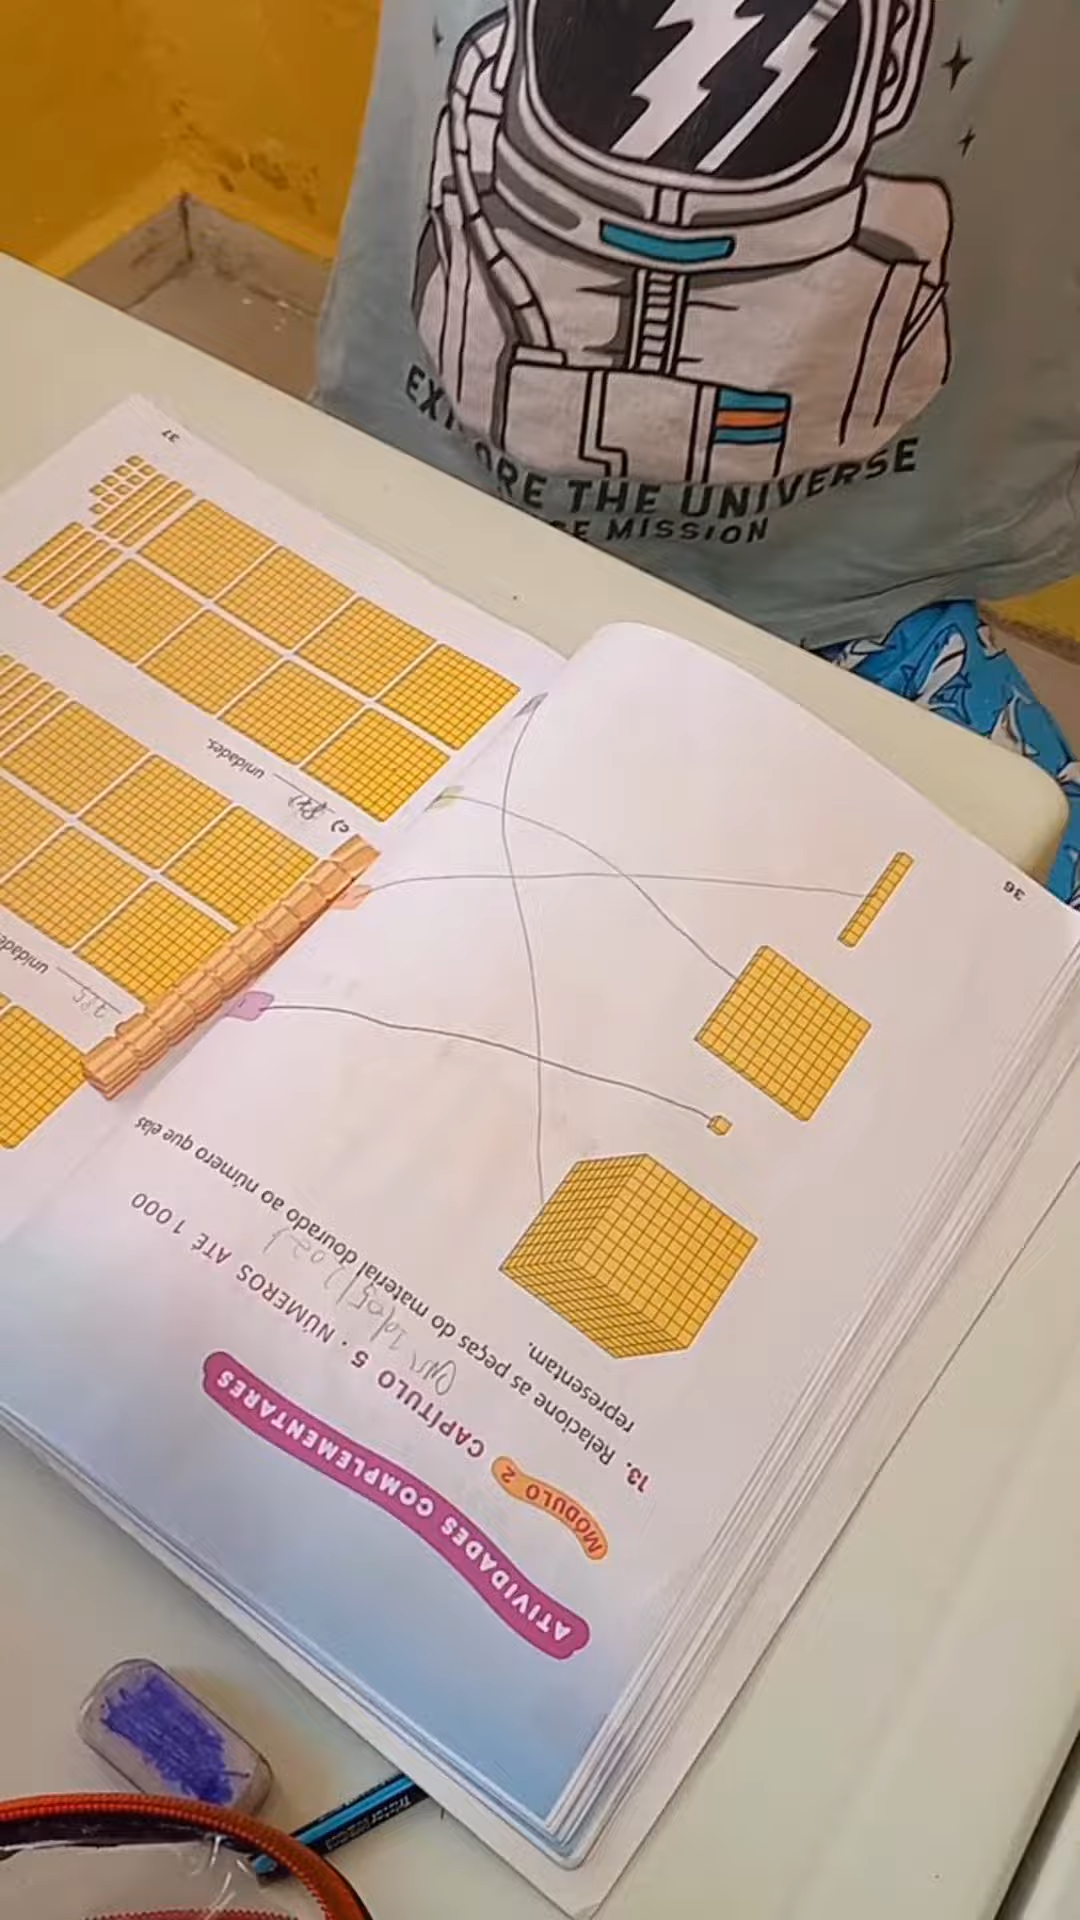 EXPLORE THE UNIVERSE
SE MISSION
ATIVIDADES COMPLEMENTARES
MÓDULO 2
CAPÍTULO 5 • NÚMEROS ATÉ 1 000
13. Relacione as peças do material dourado ao número que elas
representam.
36
unidades
c)
unidades.
37